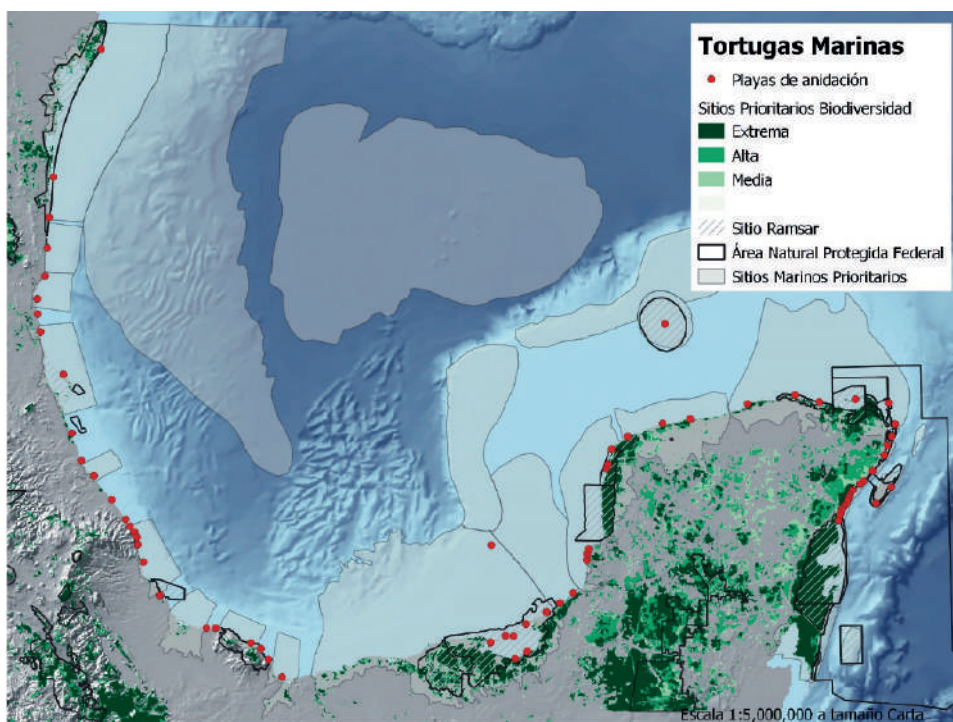 Tortugas Marinas
Playas de anidación
Sitios Prioritarios Biodiversidad
Extrema
Alta
Media
Sitio Ramsar
Área Natural Protegida Federal
Sitios Marinos Prioritarios
Escala 1:5,000,000 a tamaño Carta